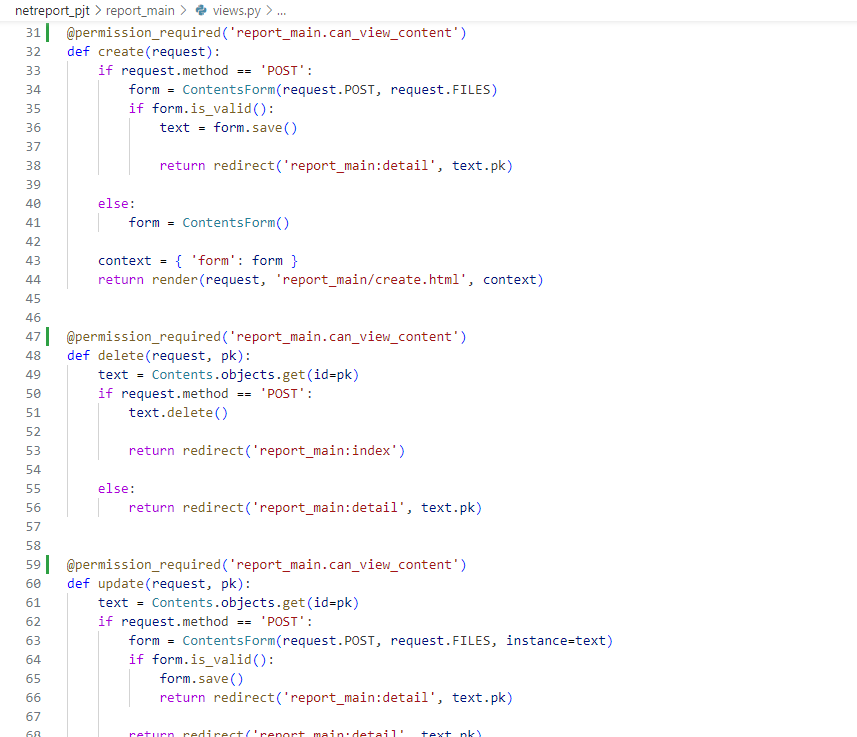 netreport_pjt > report_main > views.py > ...
31 @permission_required('report_main.can_view_content')
32 def create(request):
33     if request.method == 'POST':
34         form = ContentsForm(request.POST, request.FILES)
35         if form.is_valid():
36             text = form.save()
37
38             return redirect('report_main:detail', text.pk)
39
40     else:
41         form = ContentsForm()
42
43     context = { 'form': form }
44     return render(request, 'report_main/create.html', context)
45
46
47 @permission_required('report_main.can_view_content')
48 def delete(request, pk):
49     text = Contents.objects.get(id=pk)
50     if request.method == 'POST':
51         text.delete()
52
53         return redirect('report_main:index')
54
55     else:
56         return redirect('report_main:detail', text.pk)
57
58
59 @permission_required('report_main.can_view_content')
60 def update(request, pk):
61     text = Contents.objects.get(id=pk)
62     if request.method == 'POST':
63         form = ContentsForm(request.POST, request.FILES, instance=text)
64         if form.is_valid():
65             form.save()
66             return redirect('report_main:detail', text.pk)
67
68         return redirect('report_main:detail', text.pk)